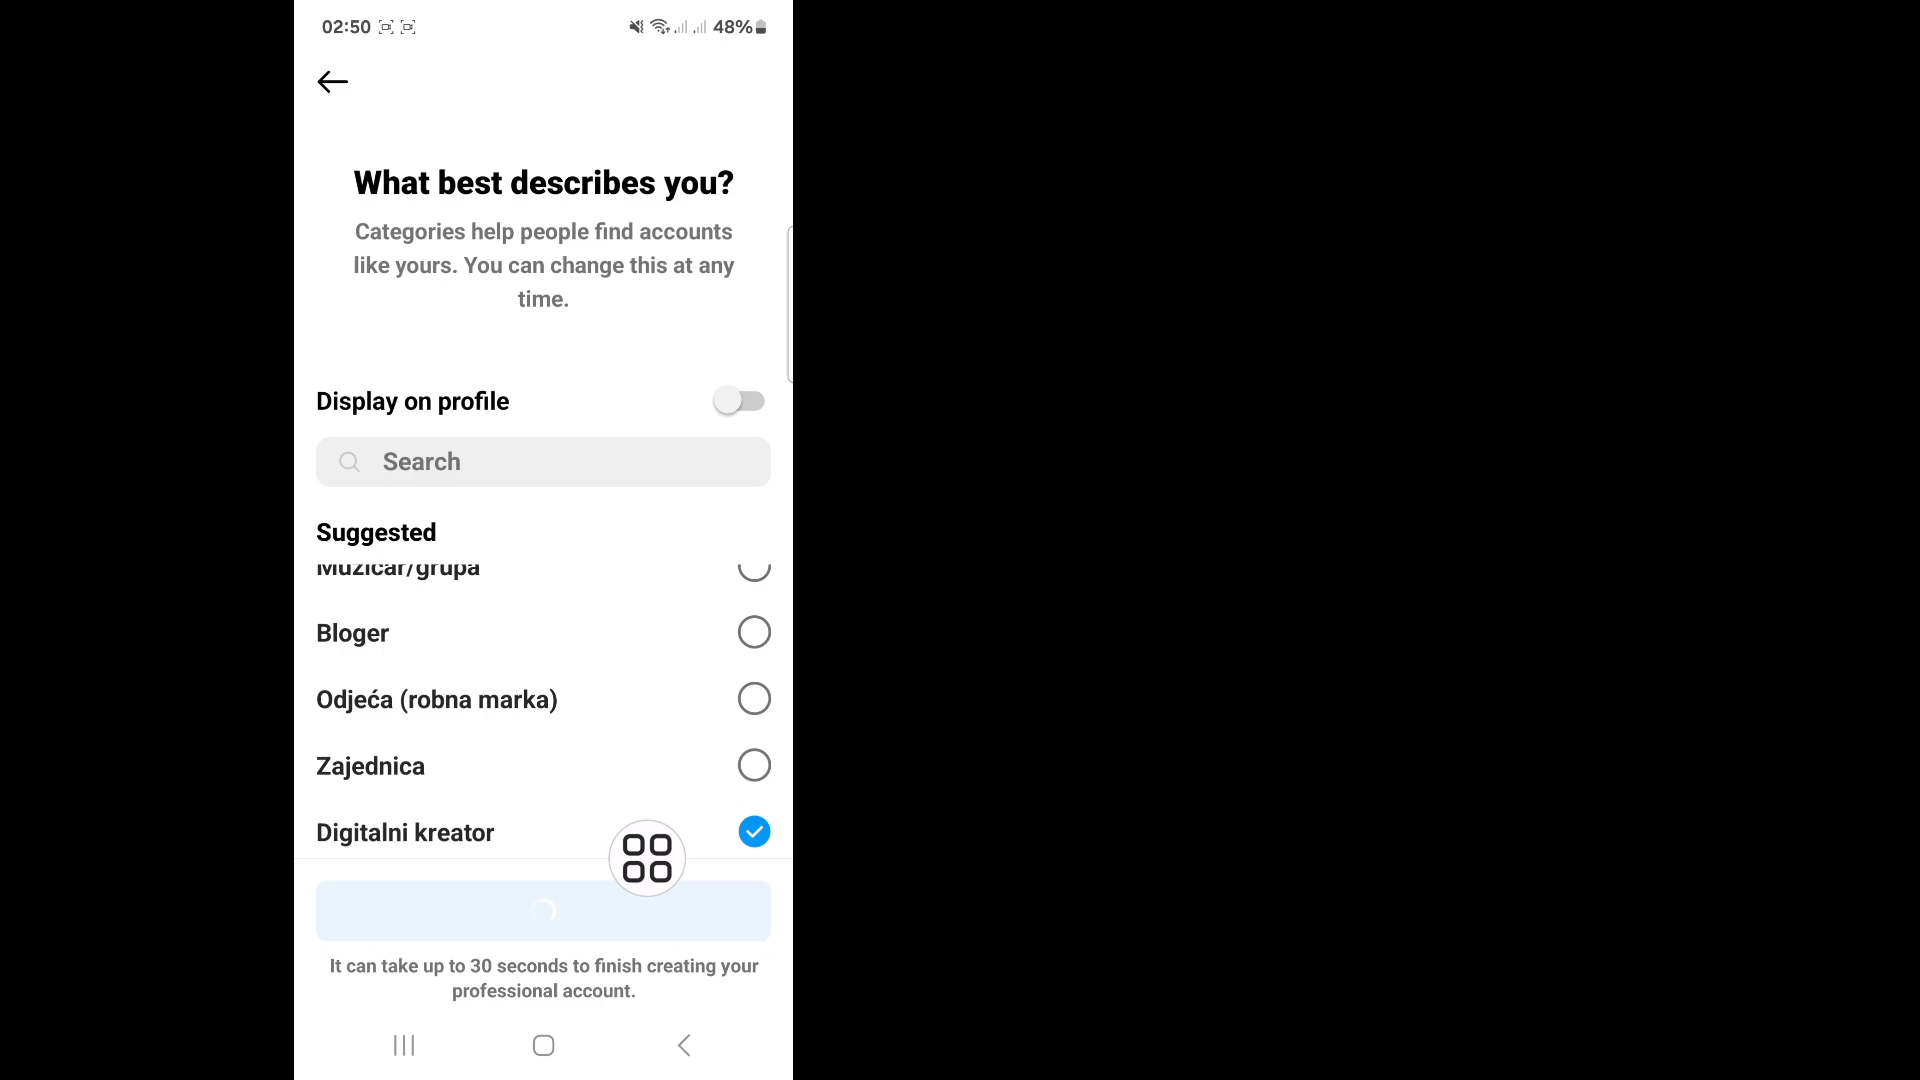 02:50
48%
What best describes you?
Categories help people find accounts
like yours. You can change this at any
time.
Display on profile
Search
Suggested
Muzičar/grupa
Bloger
Odjeća (robna marka)
Zajednica
Digitalni kreator
It can take up to 30 seconds to finish creating your
professional account.